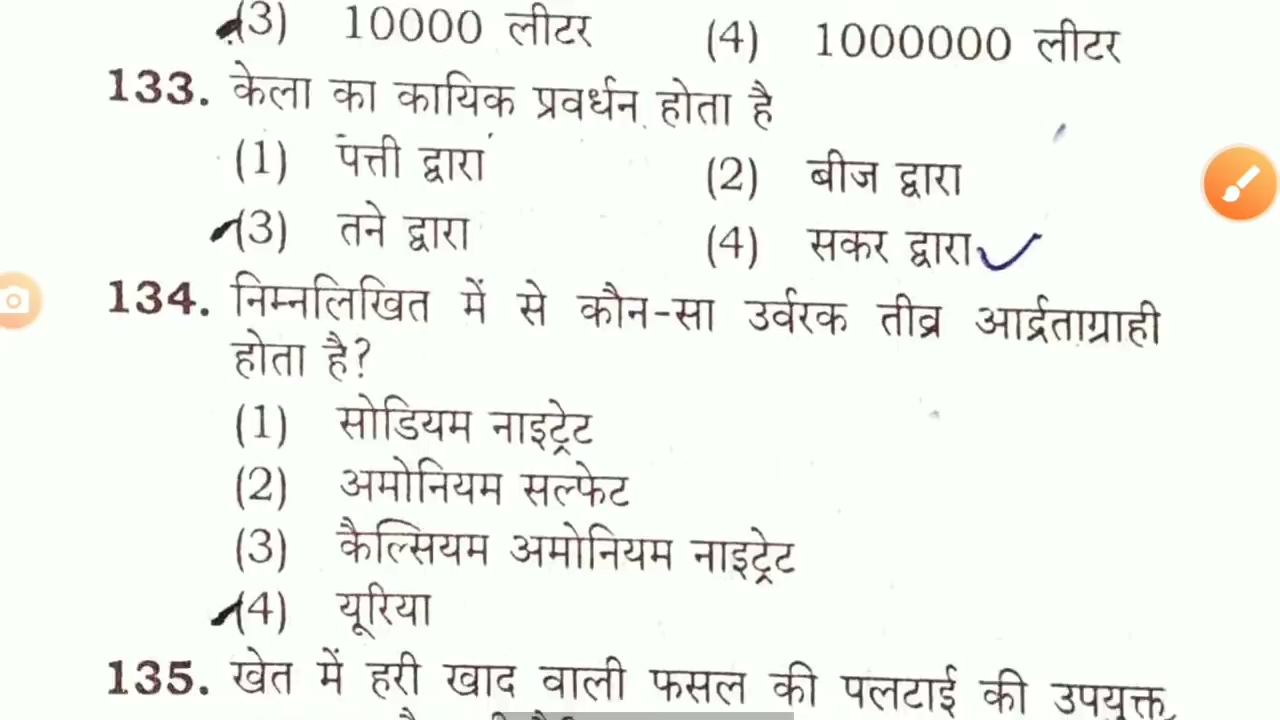 (3) 10000 लीटर (4) 1000000 लीटर
133. केला का कायिक प्रवर्धन होता है
(1) पत्ती द्वारा (2) बीज द्वारा
(3) तने द्वारा (4) सकर द्वारा
134. निम्नलिखित में से कौन-सा उर्वरक तीव्र आर्द्रताग्राही
होता है?
(1) सोडियम नाइट्रेट
(2) अमोनियम सल्फेट
(3) कैल्सियम अमोनियम नाइट्रेट
(4) यूरिया
135. खेत में हरी खाद वाली फसल की पलटाई की उपयुक्त